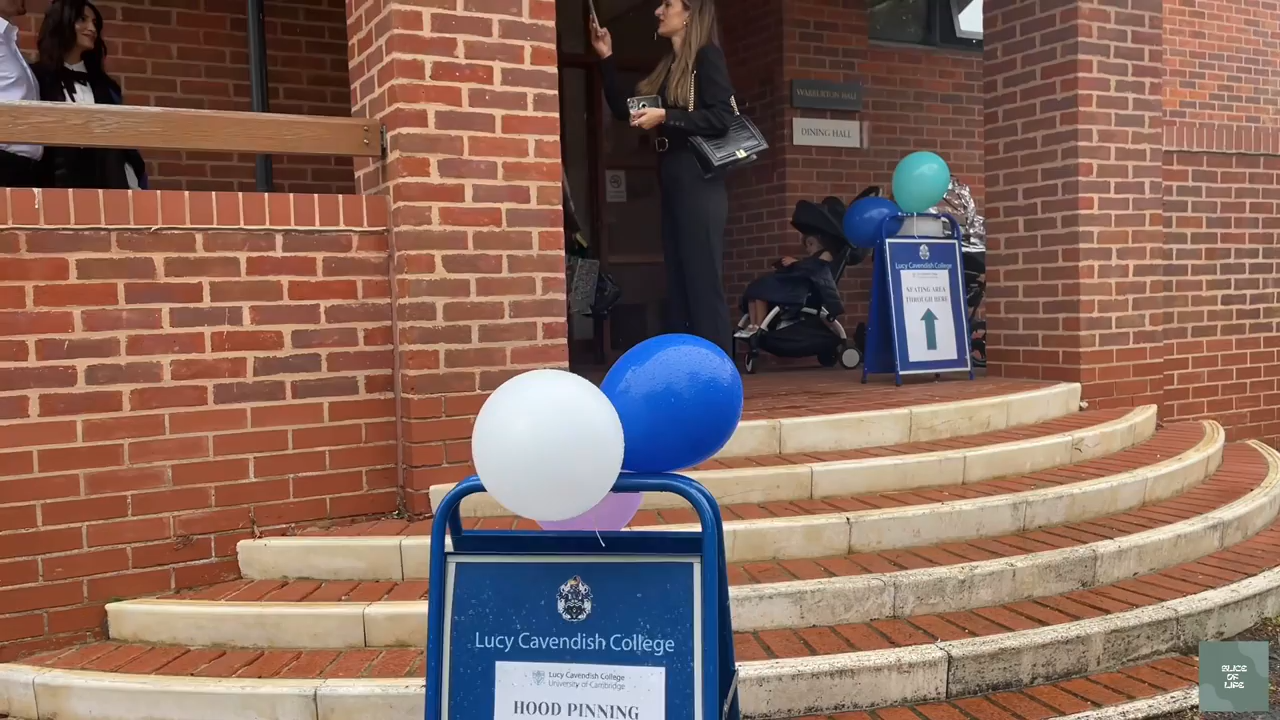 WARBURTON HALL
DINING HALL
Lucy Cavendish College
SEATING AREA
THROUGH HERE
Lucy Cavendish College
Lucy Cavendish College
University of Cambridge
HOOD PINNING
SLICE
OF
LIFE